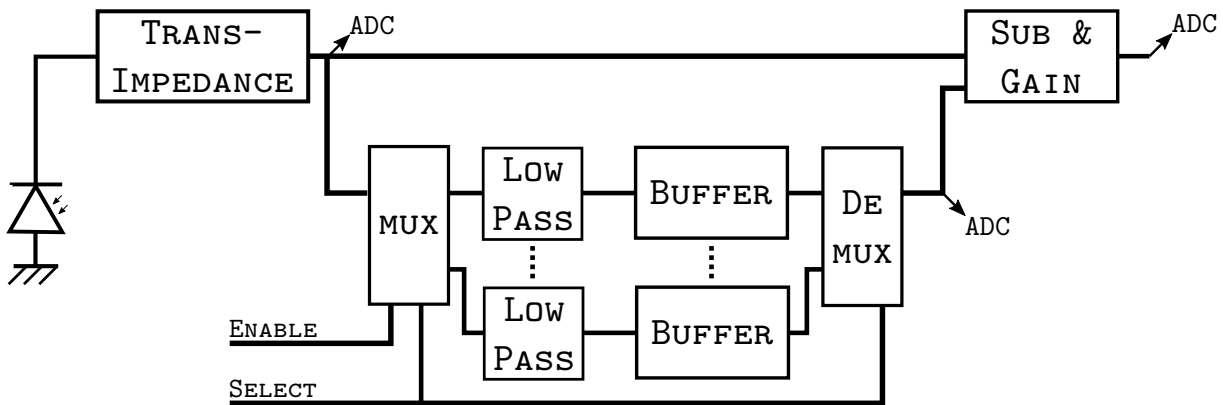 TRANS-
IMPEDANCE
ADC
SUB &
GAIN
ADC
MUX
LOW
PASS
BUFFER
DE
MUX
ADC
LOW
PASS
BUFFER
ENABLE
SELECT